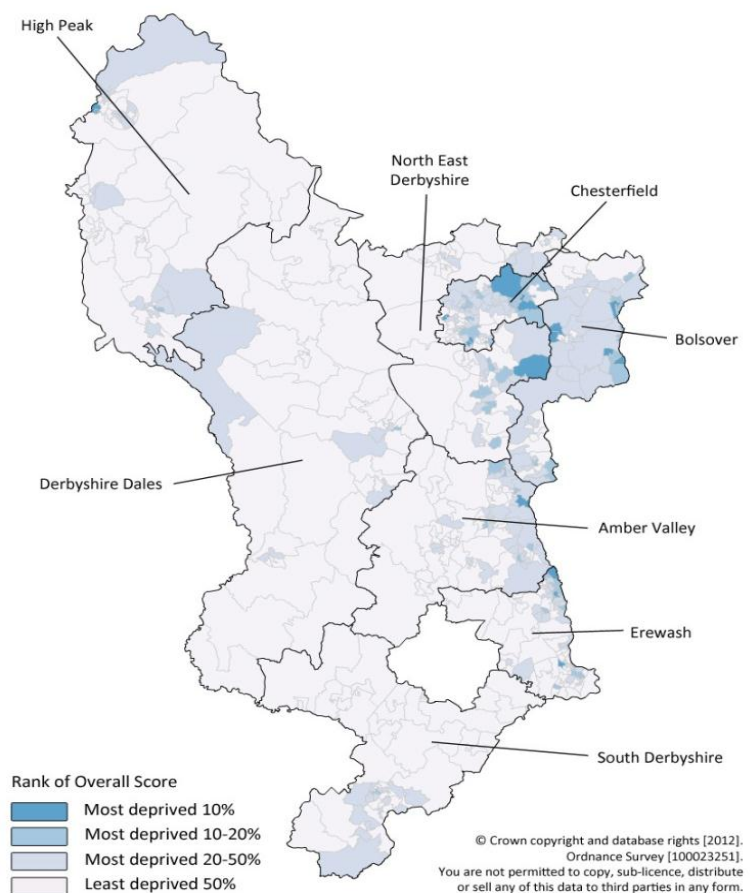 High Peak
North East
Derbyshire
Chesterfield
Bolsover
Derbyshire Dales
Amber Valley
Erewash
South Derbyshire
Rank of Overall Score
Most deprived 10%
Most deprived 10-20%
Most deprived 20-50%
Least deprived 50%
© Crown copyright and database rights [2012].
Ordnance Survey [100023251].
You are not permitted to copy, sub-licence, distribute
or sell any of this data to third parties in any form.